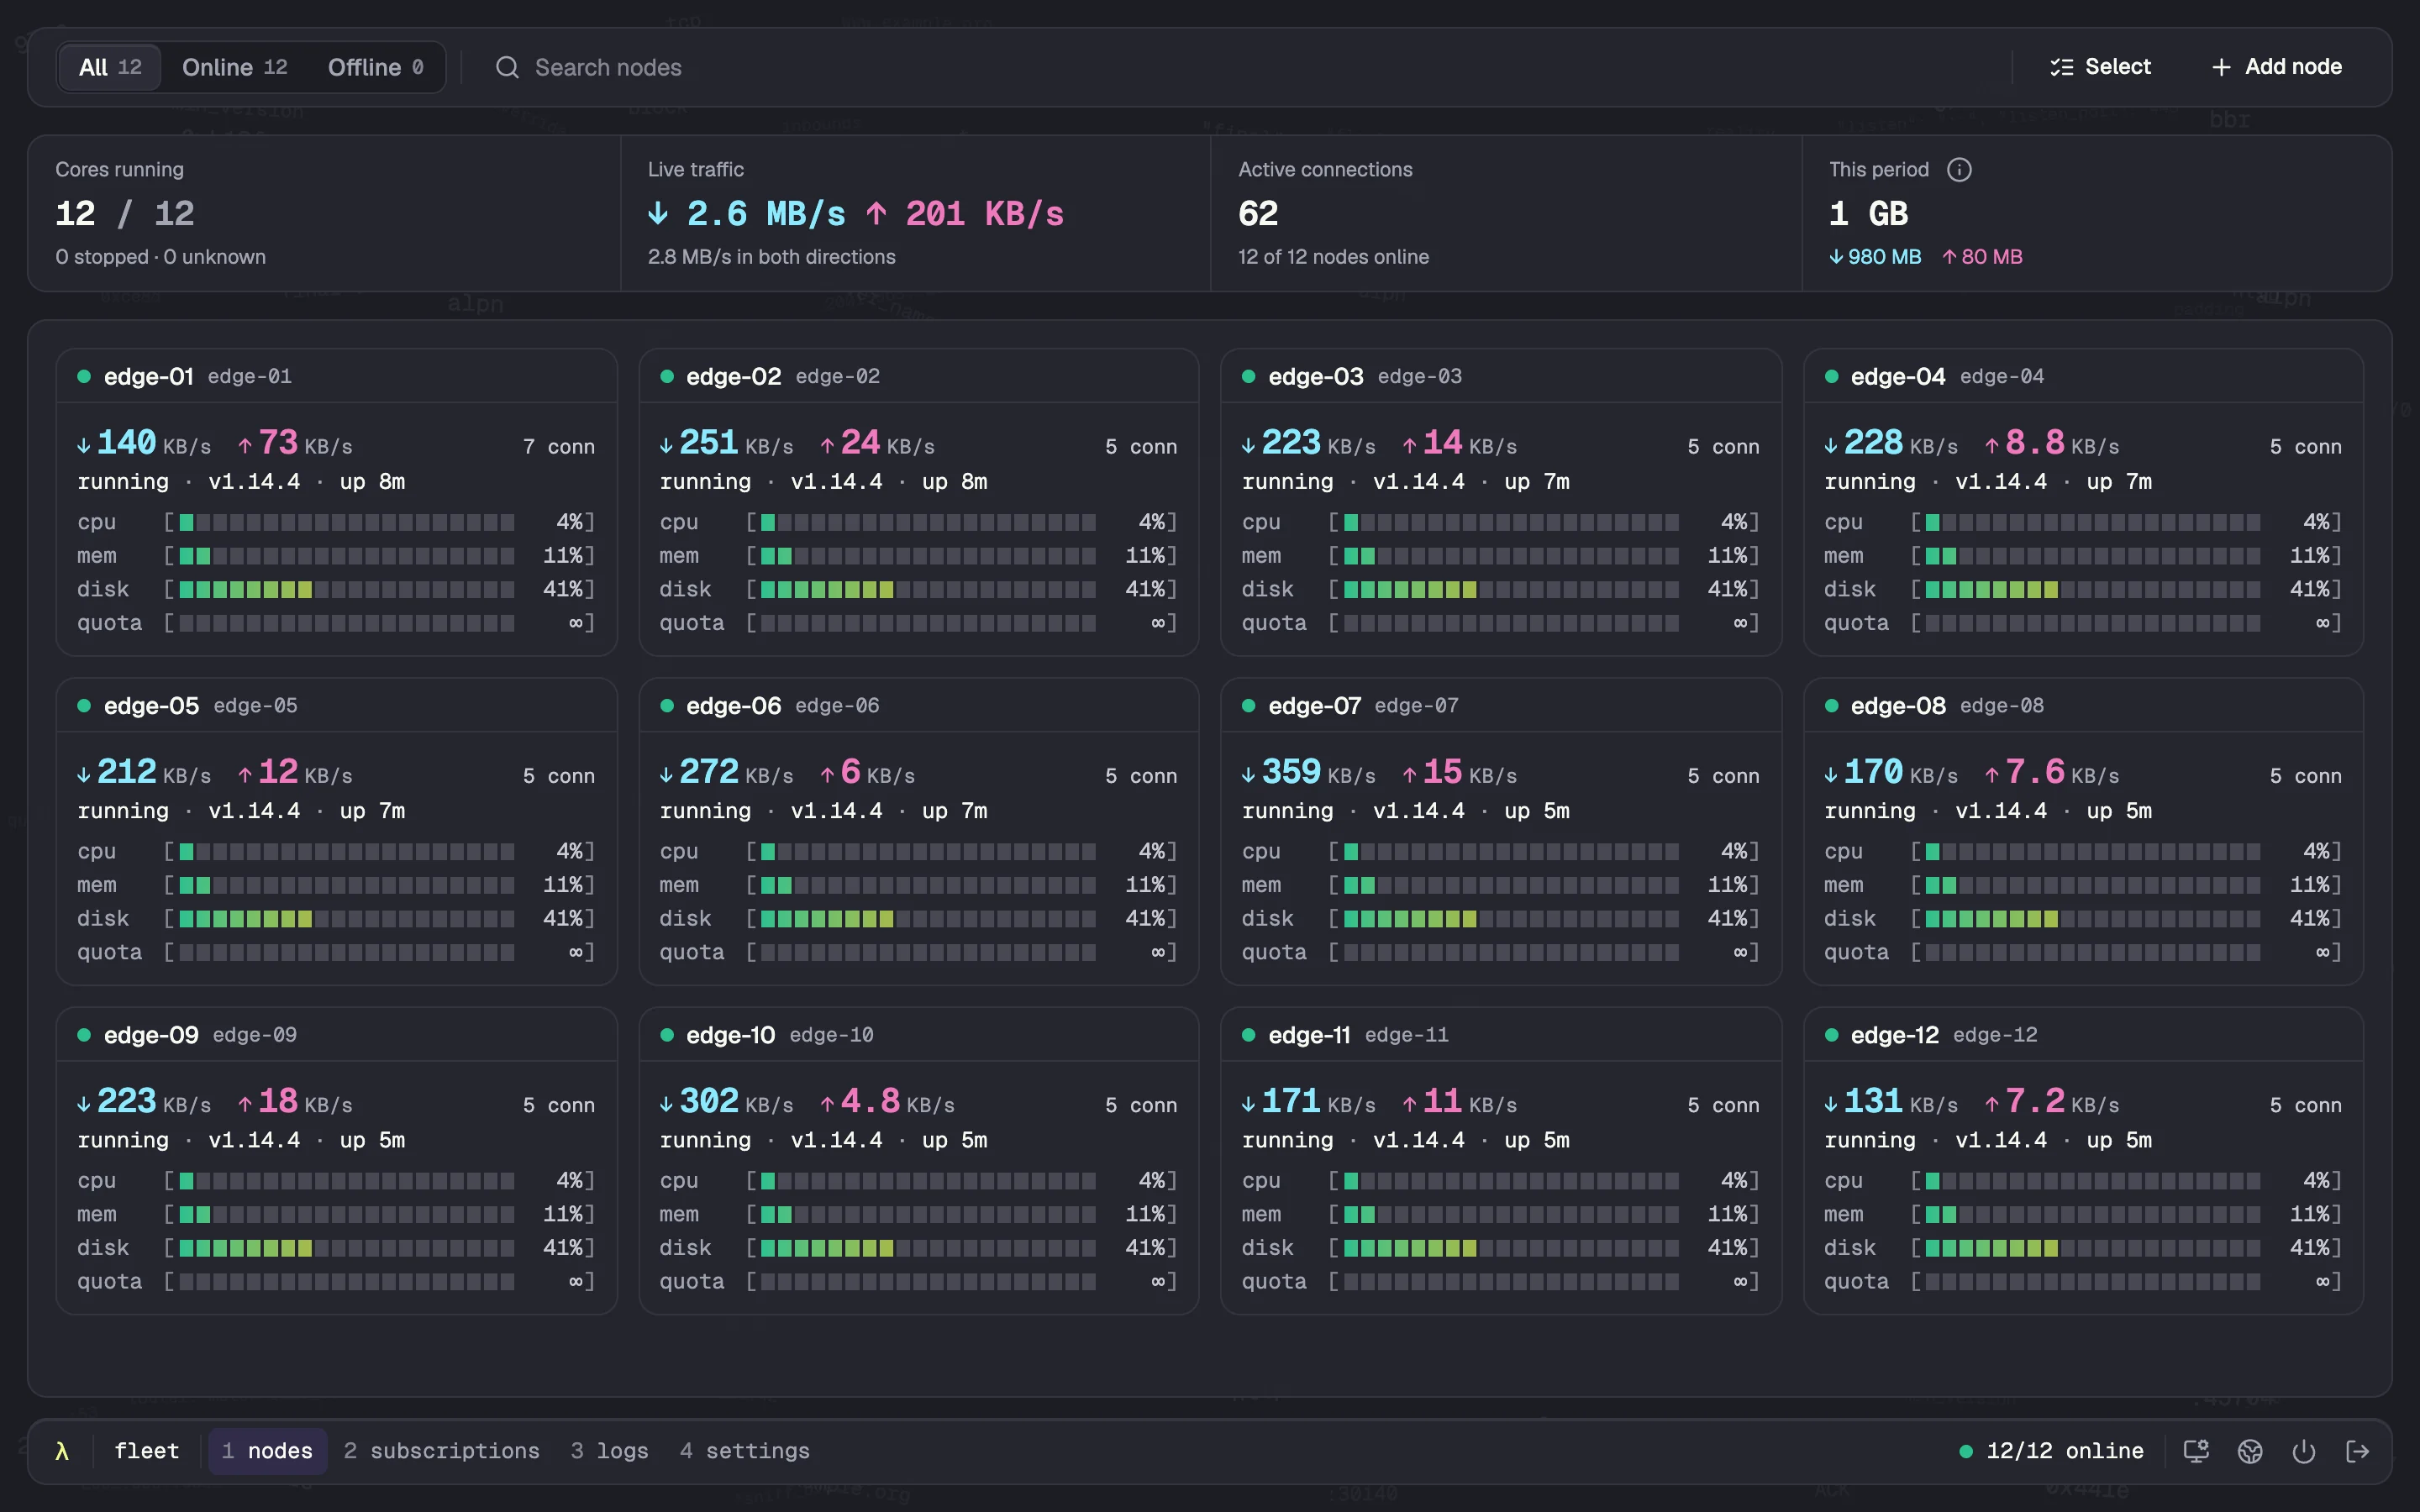 All 12 Online 12 Offline 0 Search nodes Select Add node
Cores running
12 / 12
0 stopped · 0 unknown
Live traffic
↓ 2.6 MB/s ↑ 201 KB/s
2.8 MB/s in both directions
Active connections
62
12 of 12 nodes online
This period
1 GB
↓ 980 MB ↑ 80 MB
edge-01 edge-01
↓ 140 KB/s ↑ 73 KB/s 7 conn
running · v1.14.4 · up 8m
cpu [ 4%]
mem [ 11%]
disk [ 41%]
quota [ ∞]
edge-02 edge-02
↓ 251 KB/s ↑ 24 KB/s 5 conn
running · v1.14.4 · up 8m
cpu [ 4%]
mem [ 11%]
disk [ 41%]
quota [ ∞]
edge-03 edge-03
↓ 223 KB/s ↑ 14 KB/s 5 conn
running · v1.14.4 · up 7m
cpu [ 4%]
mem [ 11%]
disk [ 41%]
quota [ ∞]
edge-04 edge-04
↓ 228 KB/s ↑ 8.8 KB/s 5 conn
running · v1.14.4 · up 7m
cpu [ 4%]
mem [ 11%]
disk [ 41%]
quota [ ∞]
edge-05 edge-05
↓ 212 KB/s ↑ 12 KB/s 5 conn
running · v1.14.4 · up 7m
cpu [ 4%]
mem [ 11%]
disk [ 41%]
quota [ ∞]
edge-06 edge-06
↓ 272 KB/s ↑ 6 KB/s 5 conn
running · v1.14.4 · up 7m
cpu [ 4%]
mem [ 11%]
disk [ 41%]
quota [ ∞]
edge-07 edge-07
↓ 359 KB/s ↑ 15 KB/s 5 conn
running · v1.14.4 · up 5m
cpu [ 4%]
mem [ 11%]
disk [ 41%]
quota [ ∞]
edge-08 edge-08
↓ 170 KB/s ↑ 7.6 KB/s 5 conn
running · v1.14.4 · up 5m
cpu [ 4%]
mem [ 11%]
disk [ 41%]
quota [ ∞]
edge-09 edge-09
↓ 223 KB/s ↑ 18 KB/s 5 conn
running · v1.14.4 · up 5m
cpu [ 4%]
mem [ 11%]
disk [ 41%]
quota [ ∞]
edge-10 edge-10
↓ 302 KB/s ↑ 4.8 KB/s 5 conn
running · v1.14.4 · up 5m
cpu [ 4%]
mem [ 11%]
disk [ 41%]
quota [ ∞]
edge-11 edge-11
↓ 171 KB/s ↑ 11 KB/s 5 conn
running · v1.14.4 · up 5m
cpu [ 4%]
mem [ 11%]
disk [ 41%]
quota [ ∞]
edge-12 edge-12
↓ 131 KB/s ↑ 7.2 KB/s 5 conn
running · v1.14.4 · up 5m
cpu [ 4%]
mem [ 11%]
disk [ 41%]
quota [ ∞]
λ fleet 1 nodes 2 subscriptions 3 logs 4 settings 12/12 online
alpn
bbr